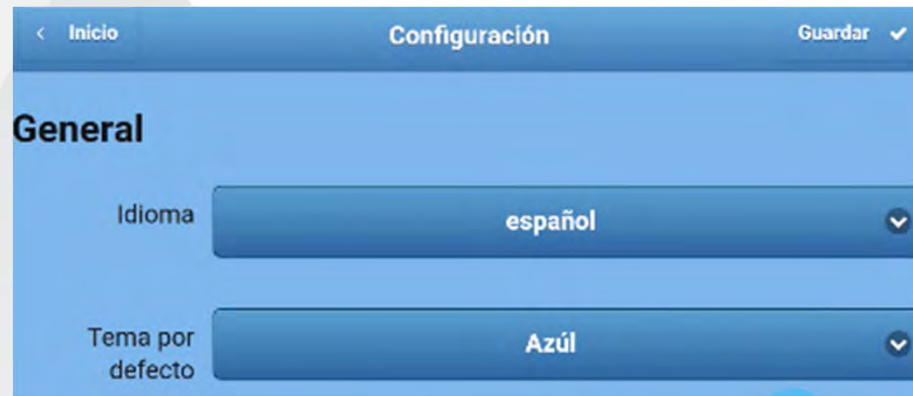 Inicio
Configuración
Guardar
General
Idioma
español
Tema por
defecto
Azúl